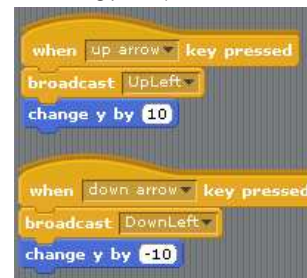 when up arrow key pressed
broadcast UpLeft
change y by 10
when down arrow key pressed
broadcast DownLeft
change y by -10